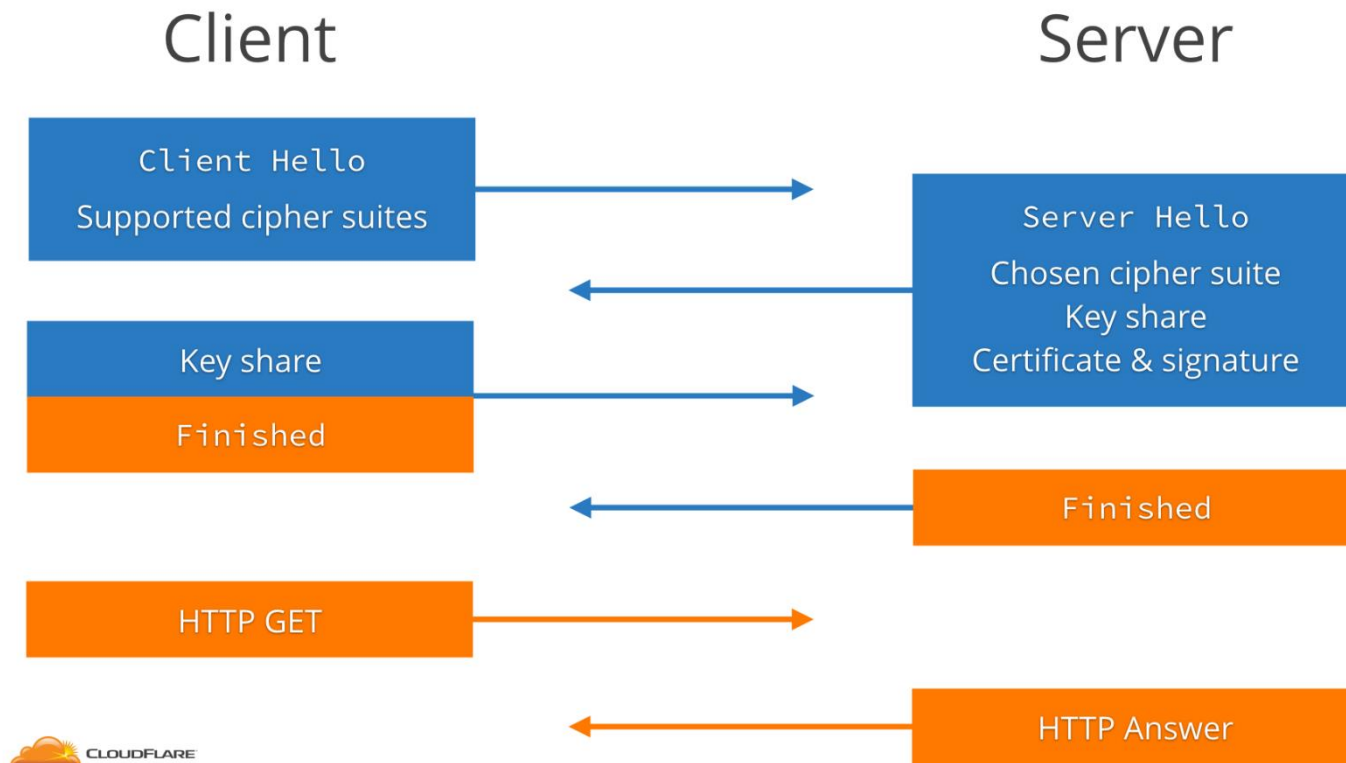 Client
Server
Client Hello
Supported cipher suites
Server Hello
Chosen cipher suite
Key share
Certificate & signature
Key share
Finished
Finished
HTTP GET
HTTP Answer
CLOUDFLARE